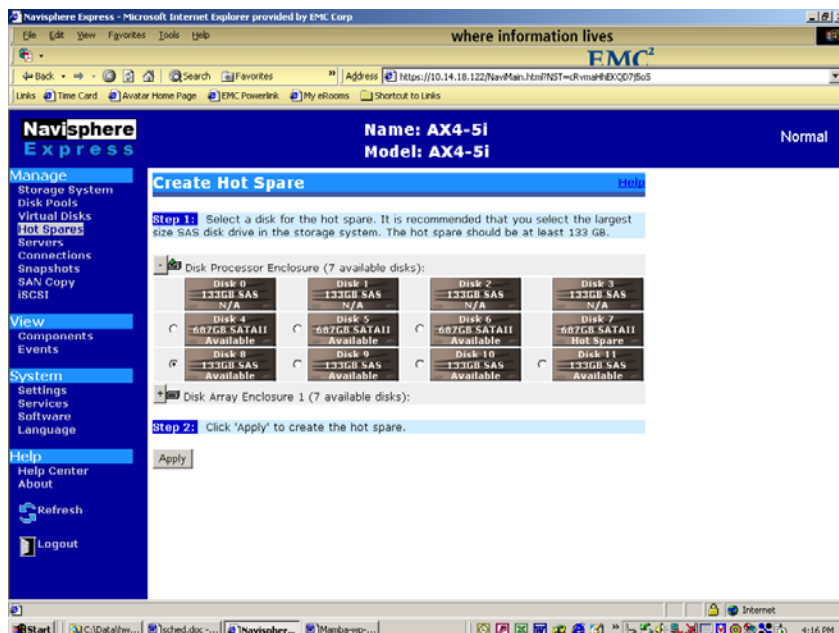 Navisphere Express - Microsoft Internet Explorer provided by EMC Corp
File Edit View Favorites Tools Help
where information lives
EMC²
Back Search Favorites Address https://10.14.18.122/NaviMain.html?NST=
Links Time Card Avatar Home Page EMC Powerlink My eRooms Shortcut to Links
Navisphere
Express
Name: AX4-5i
Model: AX4-5i
Normal
Manage
Storage System
Disk Pools
Virtual Disks
Hot Spares
Servers
Connections
Snapshots
SAN Copy
iSCSI
View
Components
Events
System
Settings
Services
Software
Language
Help
Help Center
About
Refresh
Logout
Create Hot Spare
Help
Step 1: Select a disk for the hot spare. It is recommended that you select the largest
size SAS disk drive in the storage system. The hot spare should be at least 133 GB.
- Disk Processor Enclosure (7 available disks):
Disk 0 Disk 1 Disk 2 Disk 3
133GB SAS 133GB SAS 133GB SAS 133GB SAS
N/A N/A N/A N/A
Disk 4 Disk 5 Disk 6 Disk 7
687GB SATAII 687GB SATAII 687GB SATAII 687GB SATAII
Available Available Available Hot Spare
Disk 8 Disk 9 Disk 10 Disk 11
133GB SAS 133GB SAS 133GB SAS 133GB SAS
Available Available Available Available
+ Disk Array Enclosure 1 (7 available disks):
Step 2: Click 'Apply' to create the hot spare.
Apply
Internet
Start sched.doc -... Navispher... Mamba-wp-... 4:16 PM